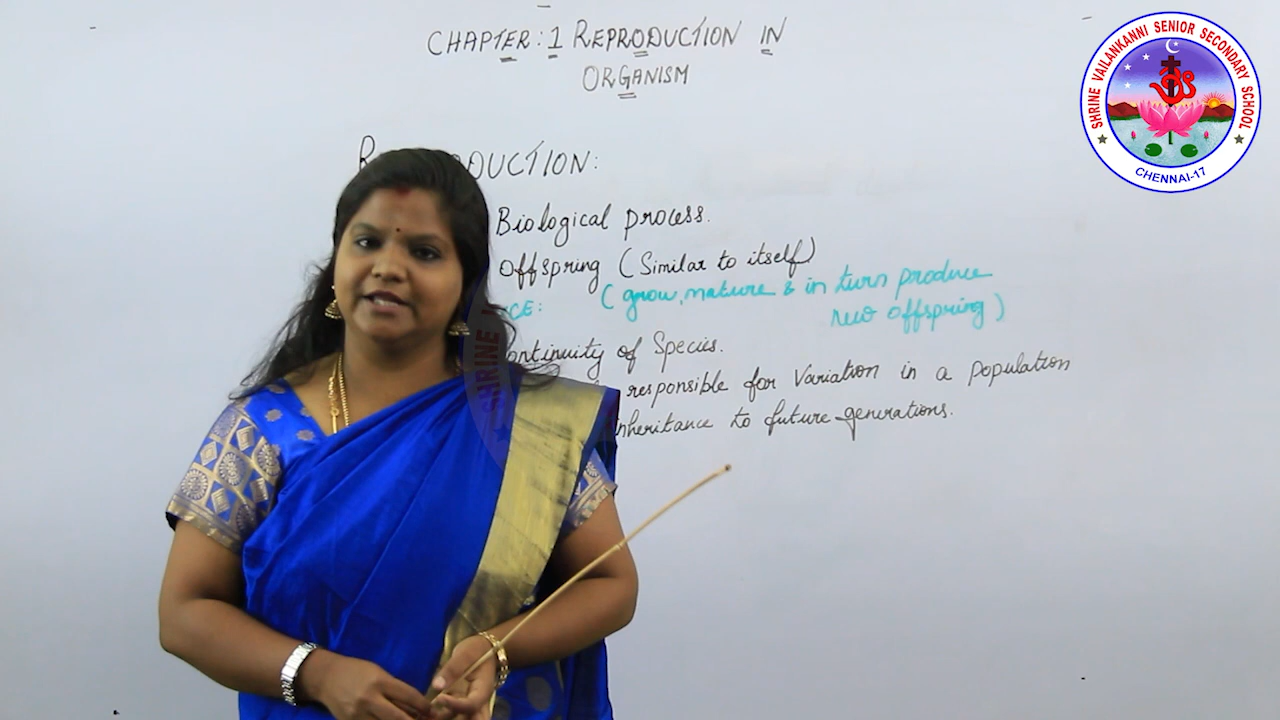 CHAPTER: 1 REPRODUCTION IN
ORGANISM
DUCTION:
Biological process.
offspring (Similar to itself)
CE: (grow, mature & in turn produce
new offspring)
ontinuity of Species.
responsible for Variation in a population
inheritance to future generations.
SHRINE VAILANKANNI SENIOR SECONDARY SCHOOL
CHENNAI-17
SHRINE